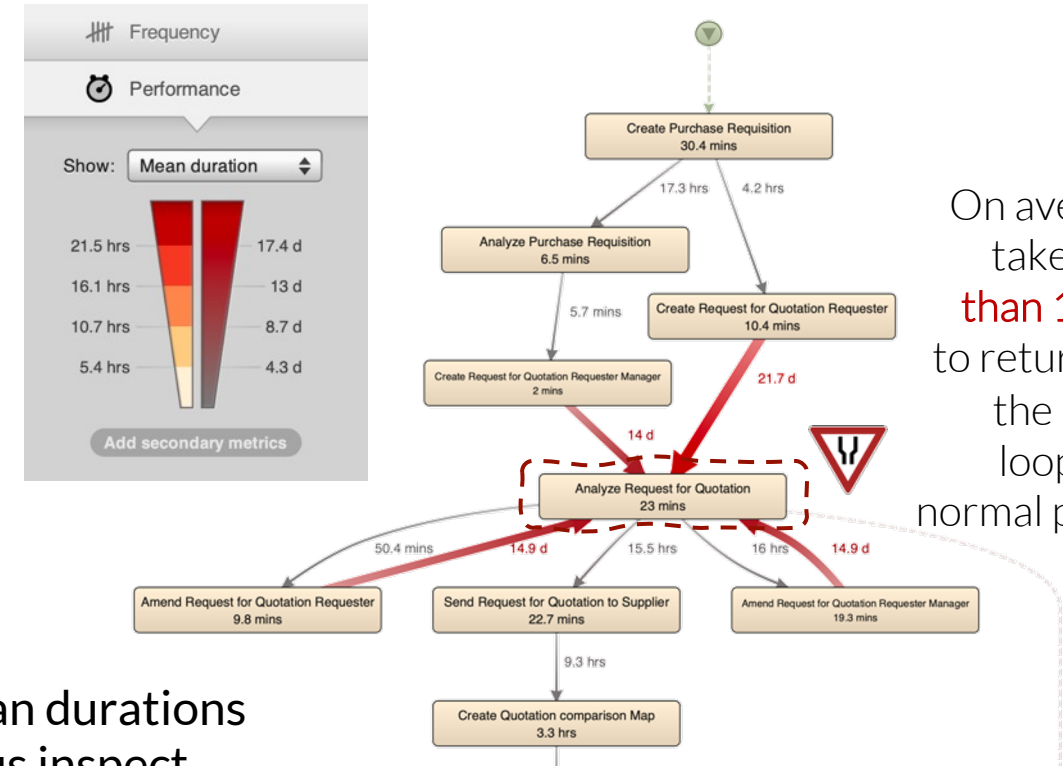 Frequency
Performance
Show: Mean duration
21.5 hrs
17.4 d
16.1 hrs
13 d
10.7 hrs
8.7 d
5.4 hrs
4.3 d
Add secondary metrics
Create Purchase Requisition
30.4 mins
17.3 hrs
4.2 hrs
Analyze Purchase Requisition
6.5 mins
5.7 mins
Create Request for Quotation Requester
10.4 mins
Create Request for Quotation Requester Manager
2 mins
21.7 d
14 d
Analyze Request for Quotation
23 mins
50.4 mins
14.9 d
15.5 hrs
16 hrs
14.9 d
Amend Request for Quotation Requester
9.8 mins
Send Request for Quotation to Supplier
22.7 mins
Amend Request for Quotation Requester Manager
19.3 mins
9.3 hrs
Create Quotation comparison Map
3.3 hrs
On ave
take
than 1
to retur
the
loop
normal p
an durations
us inspect